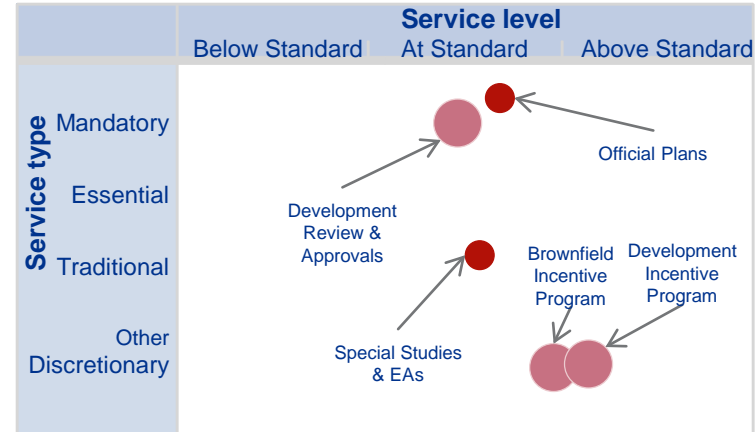 Service level
Below Standard
At Standard
Above Standard
Service type
Mandatory
Essential
Traditional
Other
Discretionary
Official Plans
Development
Review &
Approvals
Brownfield
Incentive
Program
Development
Incentive
Program
Special Studies
& EAs